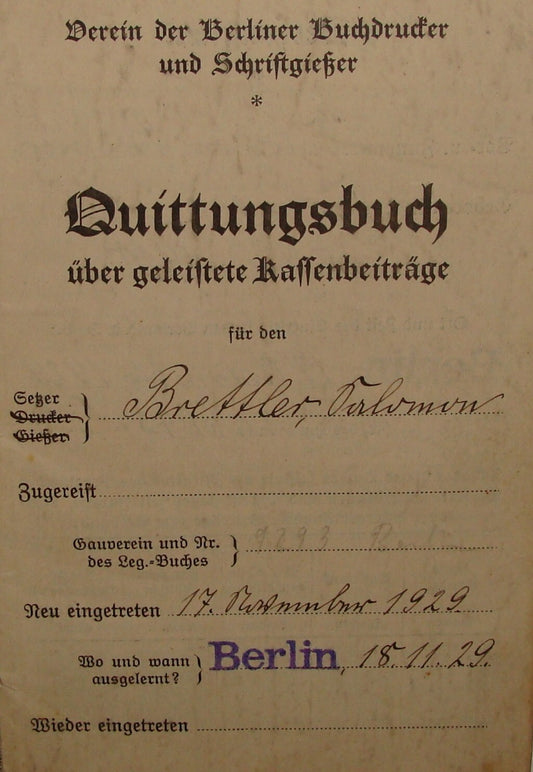 Verein der Berliner Buchdrucker
und Schriftgießer
*
Quittungsbuch
über geleistete Kassenbeiträge
für den
Setzer
Drucker
Gießer
Brettler, Salomon
Zugereist
Gauverein und Nr.
des Leg.-Buches
Neu eingetreten 17. November 1929
Wo und wann
ausgelernt?
Berlin, 18.11.29.
Wieder eingetreten